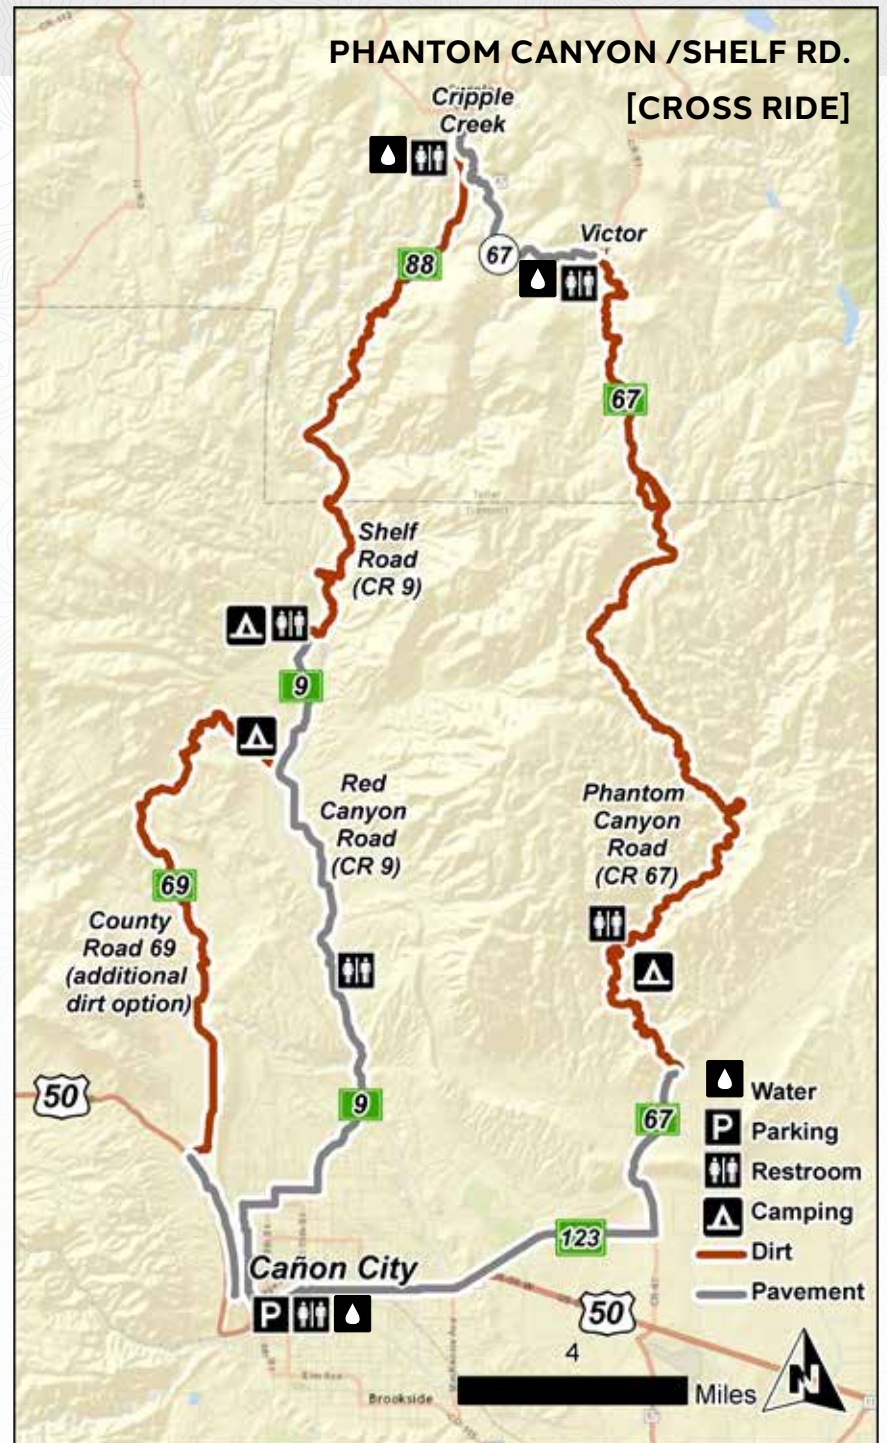 PHANTOM CANYON /SHELF RD.
[CROSS RIDE]
Cripple
Creek
88
67
Victor
67
Shelf
Road
(CR 9)
9
Red
Canyon
Road
(CR 9)
Phantom
Canyon
Road
(CR 67)
69
County
Road 69
(additional
dirt option)
50
9
67
Water
P Parking
Restroom
Camping
Dirt
Pavement
123
Cañon City
P
50
4
Miles
N
Brookside